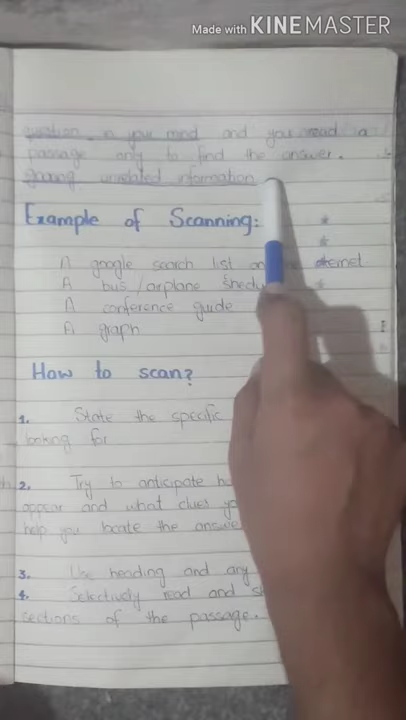 Made with KINEMASTER
question in your mind and you read a
passage only to find the answer.
unrelated information
Example of Scanning:
A google search list on
A bus/airplane
A conference guide
A graph
How to scan?
1. State the specific
looking for
2. Try to anticipate
appear and what clues
help you locate the
3. Use heading and any
4. Selectively read and
sections of the passage.